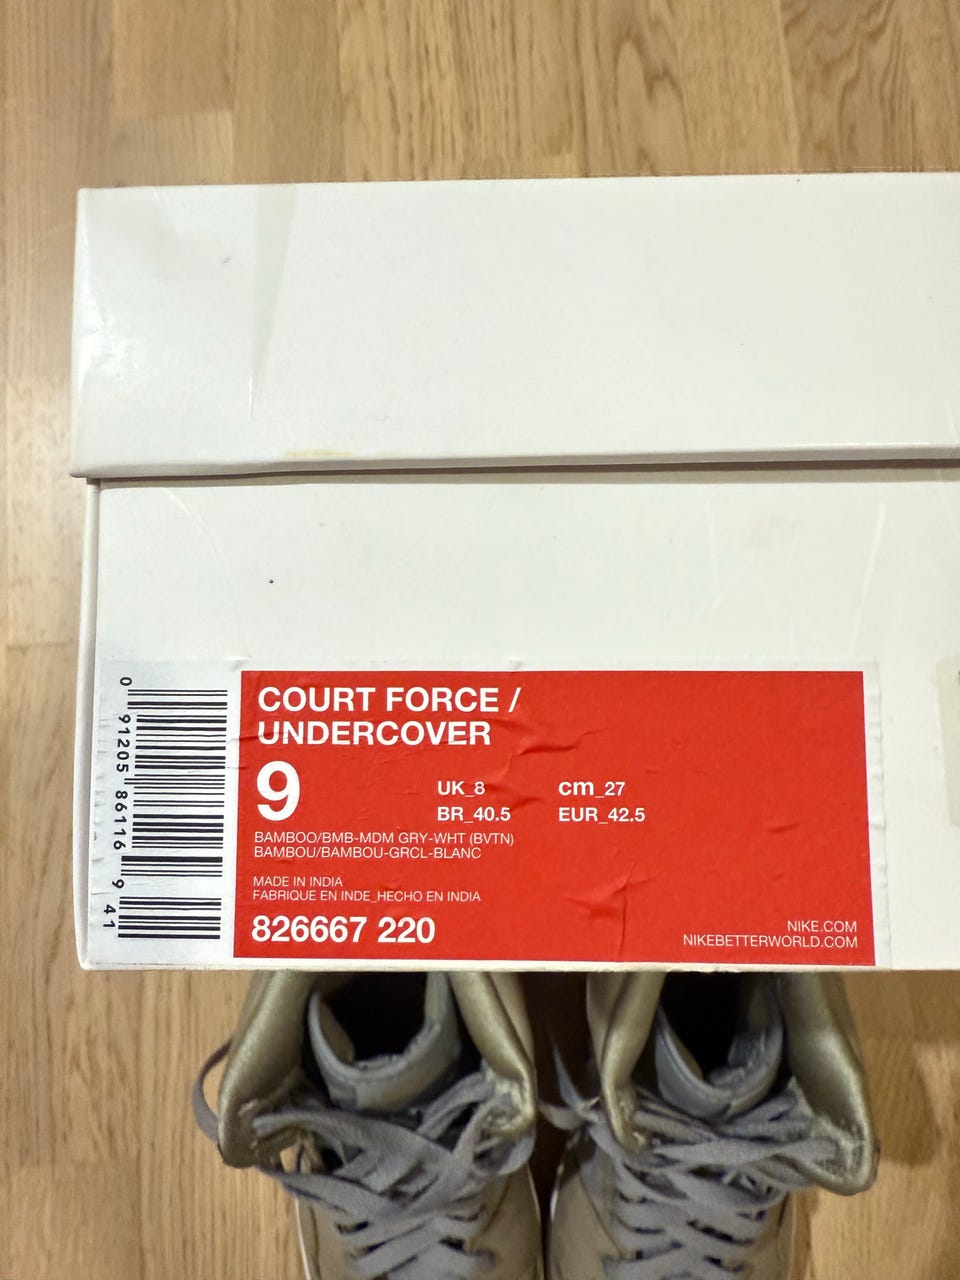 COURT FORCE /
UNDERCOVER
9
UK_8 cm_27
BR_40.5 EUR_42.5
BAMBOO/BMB-MDM GRY-WHT (BVTN)
BAMBOU/BAMBOU-GRCL-BLANC
MADE IN INDIA
FABRIQUE EN INDE_HECHO EN INDIA
826667 220
NIKE.COM
NIKEBETTERWORLD.COM
0 91205 86116 9 41